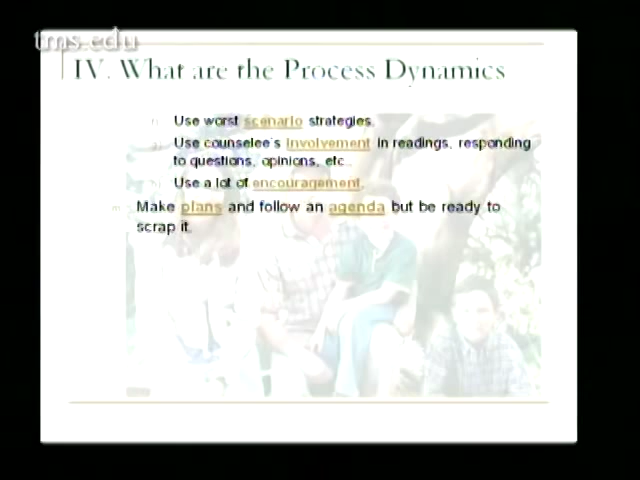 tms.edu
IV. What are the Process Dynamics
Use worst scenario strategies.
Use counselee's involvement in readings, responding
to questions, opinions, etc..
Use a lot of encouragement.
Make plans and follow an agenda but be ready to
scrap it.